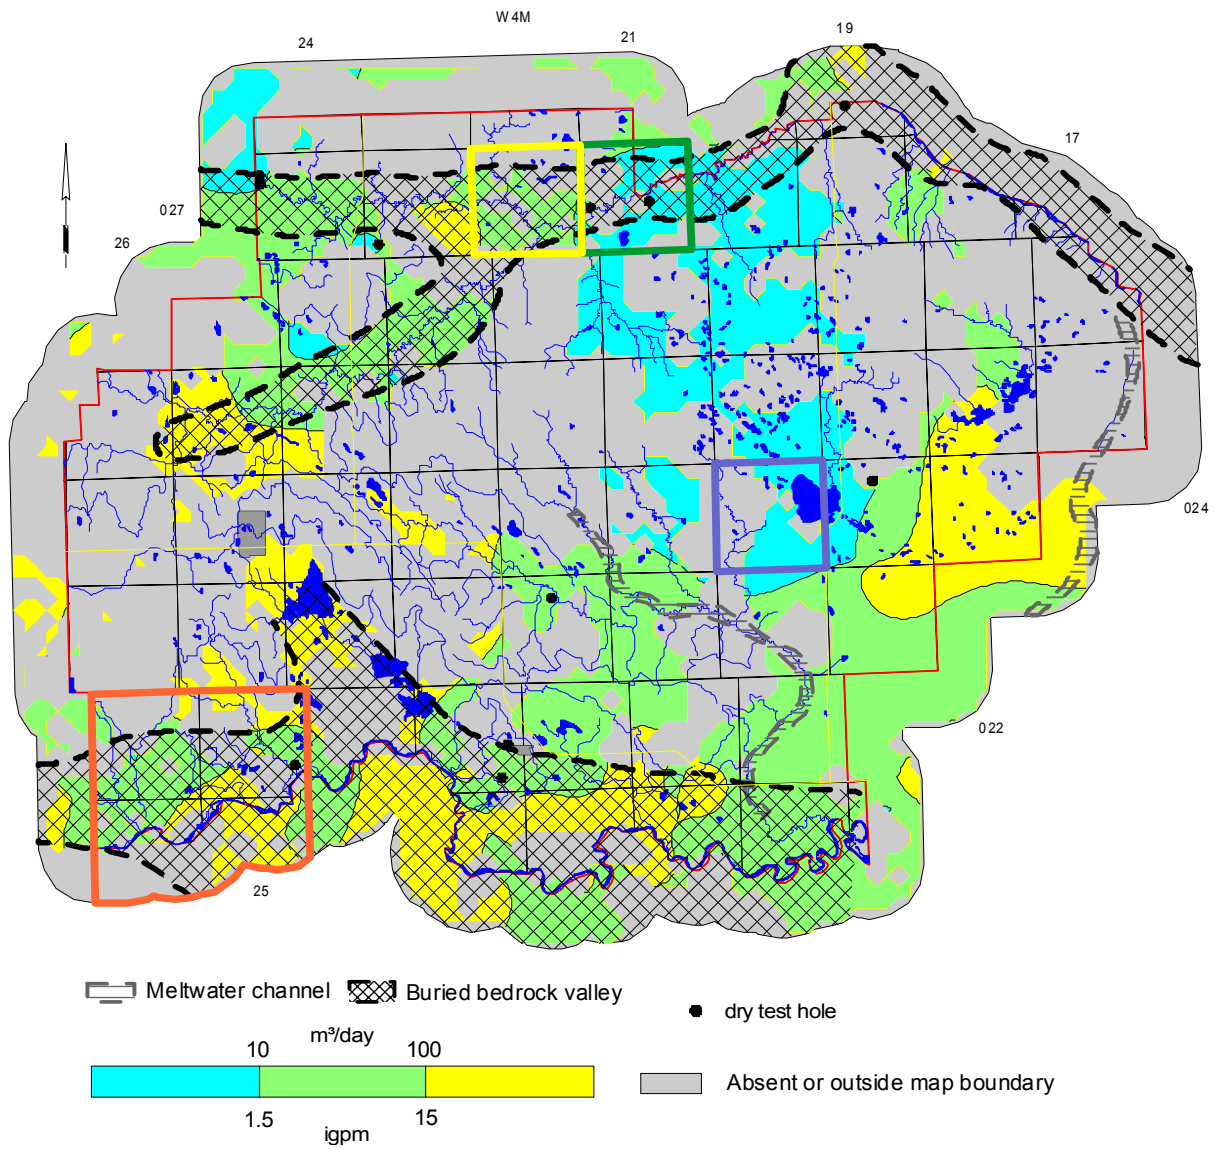 W 4M
24
21
19
17
027
26
024
022
25
Meltwater channel
Buried bedrock valley
dry test hole
m³/day
10
100
1.5
15
igpm
Absent or outside map boundary